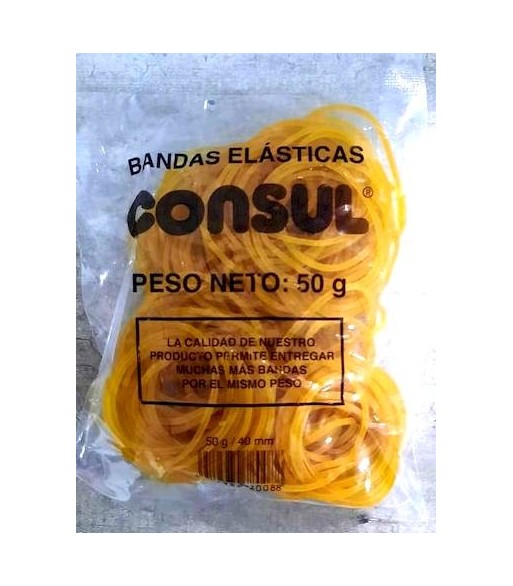 BANDAS ELÁSTICAS
CONSUL®
PESO NETO: 50 g
LA CALIDAD DE NUESTRO
PRODUCTO PERMITE ENTREGAR
MUCHAS MÁS BANDAS
POR EL MISMO PESO
50 g / 40 mm